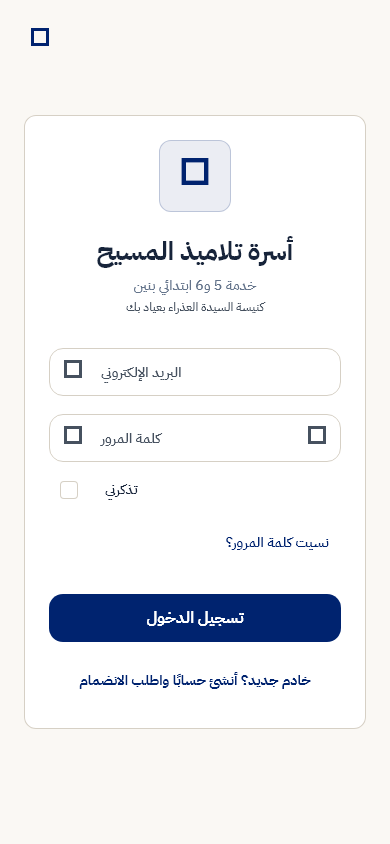 أسرة تلاميذ المسيح
خدمة 5 و6 ابتدائي بنين
كنيسة السيدة العذراء بعياد بك
البريد الإلكتروني
كلمة المرور
تذكرني
نسيت كلمة المرور؟
تسجيل الدخول
خادم جديد؟ أنشئ حسابًا واطلب الانضمام